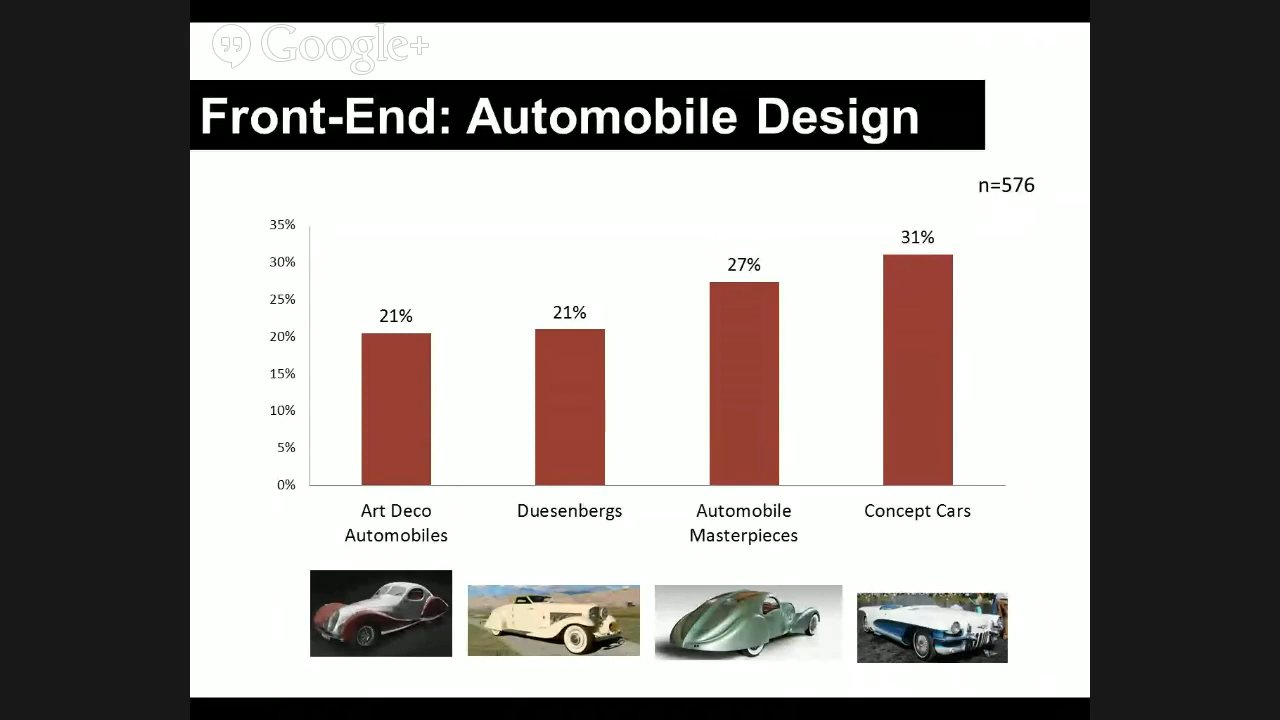 Google+
Front-End: Automobile Design
n=576
35%
30%
25%
20%
15%
10%
5%
0%
21%
21%
27%
31%
Art Deco
Automobiles
Duesenbergs
Automobile
Masterpieces
Concept Cars